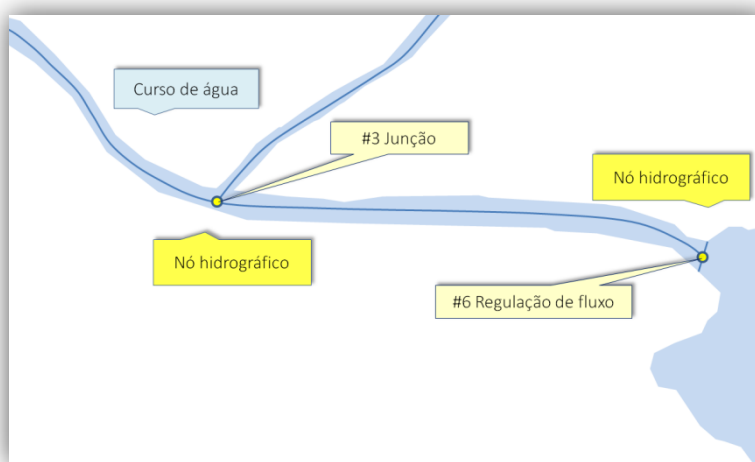 Curso de água
#3 Junção
Nó hidrográfico
Nó hidrográfico
#6 Regulação de fluxo